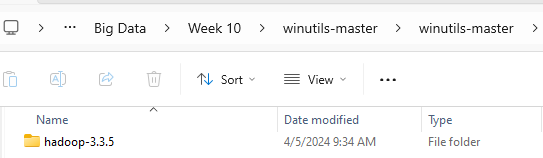 Big Data > Week 10 > winutils-master > winutils-master >
Sort View ...
Name Date modified Type
hadoop-3.3.5 4/5/2024 9:34 AM File folder